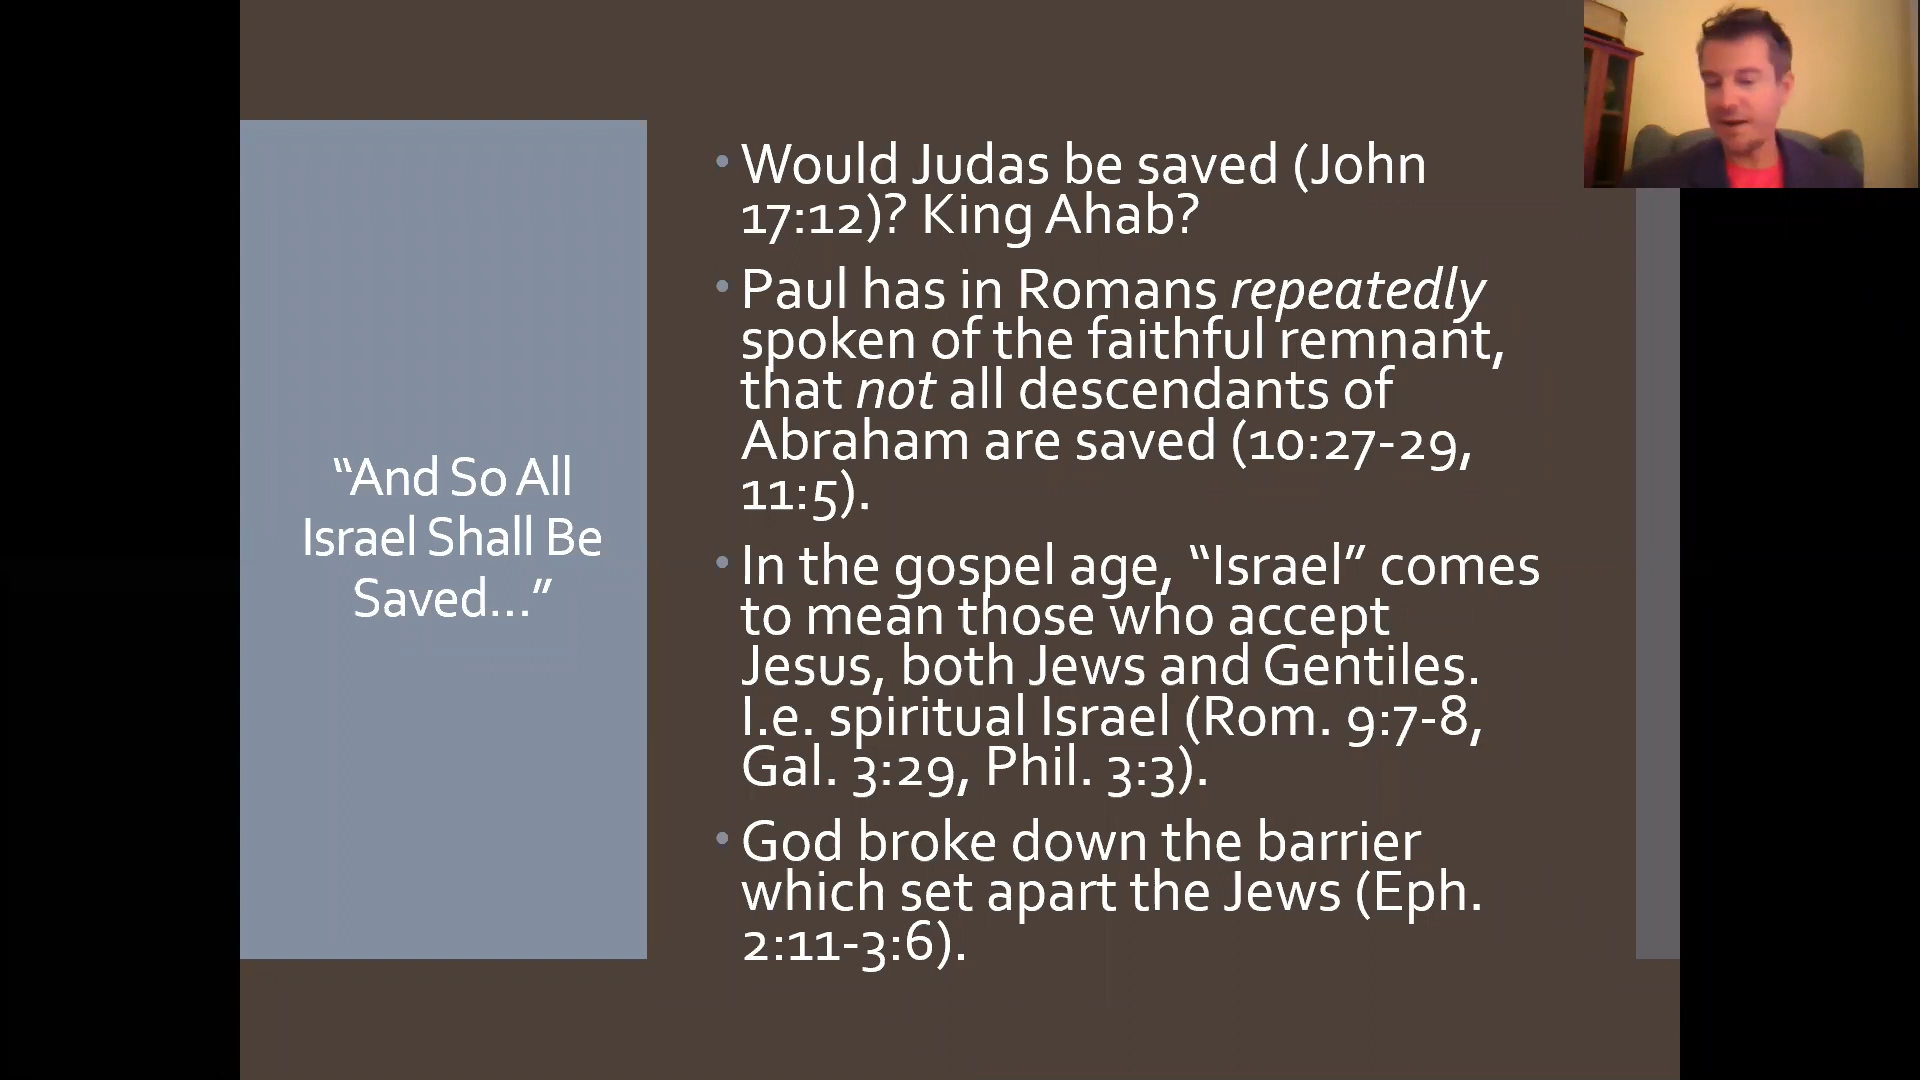 “And So All
Israel Shall Be
Saved...”
• Would Judas be saved (John
17:12)? King Ahab?
• Paul has in Romans repeatedly
spoken of the faithful remnant,
that not all descendants of
Abraham are saved (10:27-29,
11:5).
• In the gospel age, “Israel” comes
to mean those who accept
Jesus, both Jews and Gentiles.
I.e. spiritual Israel (Rom. 9:7-8,
Gal. 3:29, Phil. 3:3).
• God broke down the barrier
which set apart the Jews (Eph.
2:11-3:6).